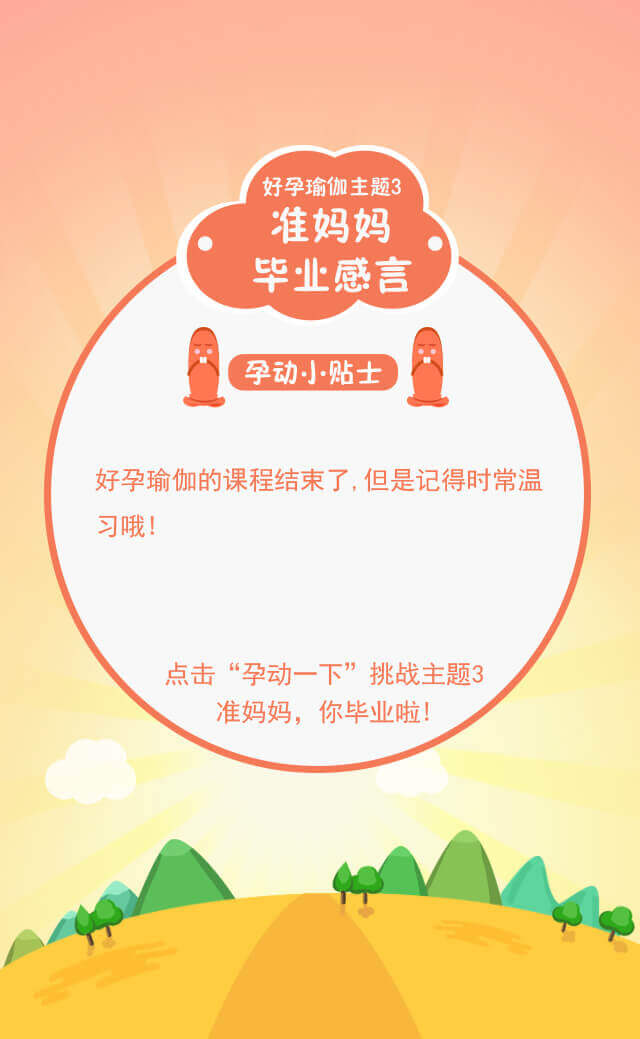 好孕瑜伽主题3
准妈妈
毕业感言
孕动·小·贴士
好孕瑜伽的课程结束了,但是记得时常温
习哦!
点击“孕动一下”挑战主题3
准妈妈，你毕业啦!